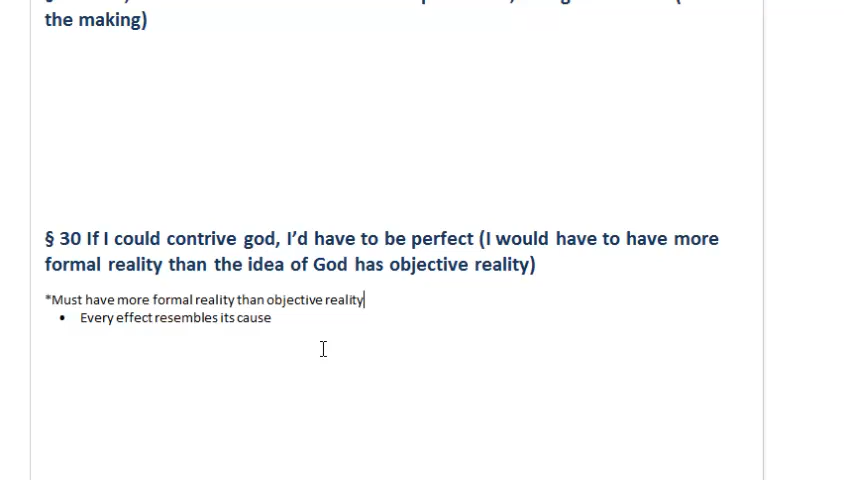 the making)
§ 30 If I could contrive god, I’d have to be perfect (I would have to have more
formal reality than the idea of God has objective reality)
*Must have more formal reality than objective reality
• Every effect resembles its cause